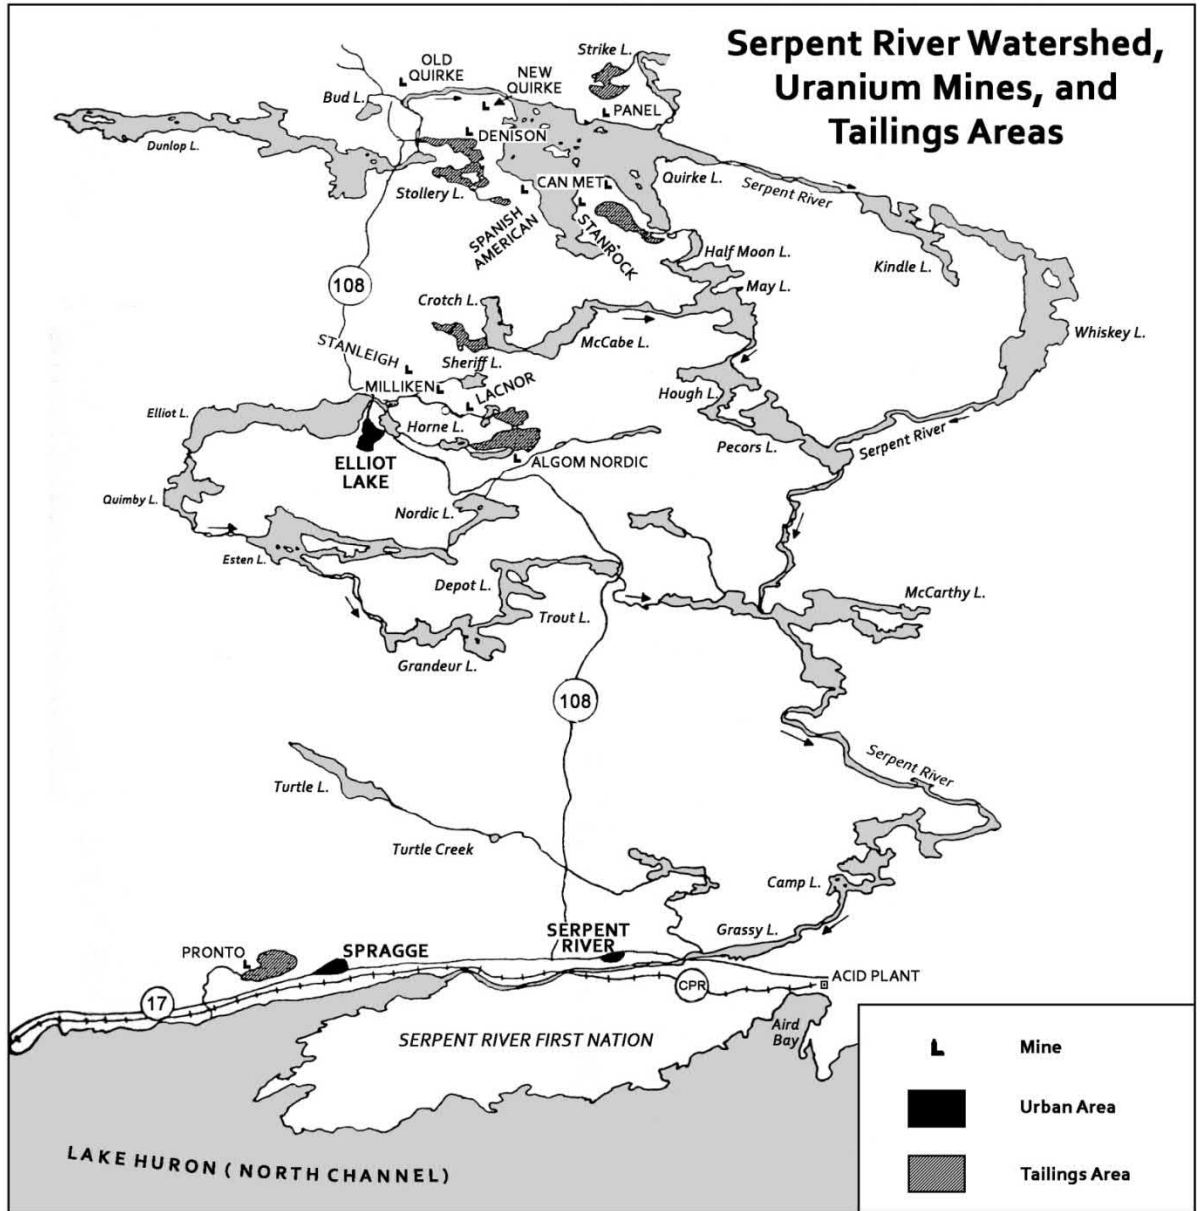 Serpent River Watershed,
Uranium Mines, and
Tailings Areas
Strike L.
OLD
QUIRKE
NEW
QUIRKE
Bud L.
PANEL
DENISON
Dunlop L.
CAN MET
Quirke L.
Serpent River
Stollery L.
SPANISH
AMERICAN
STANROCK
Half Moon L.
Kindle L.
108
May L.
Crotch L.
Whiskey L.
McCabe L.
STANLEIGH
Sheriff L.
MILLIKEN
LACNOR
Hough L.
Elliot L.
Horne L.
Pecors L.
Serpent River
ELLIOT
LAKE
ALGOM NORDIC
Quimby L.
Nordic L.
Esten L.
Depot L.
McCarthy L.
Trout L.
Grandeur L.
108
Serpent River
Turtle L.
Turtle Creek
Camp L.
Grassy L.
SERPENT
RIVER
PRONTO
SPRAGGE
ACID PLANT
17
CPR
Aird
Bay
SERPENT RIVER FIRST NATION
LAKE HURON ( NORTH CHANNEL)
Mine
Urban Area
Tailings Area